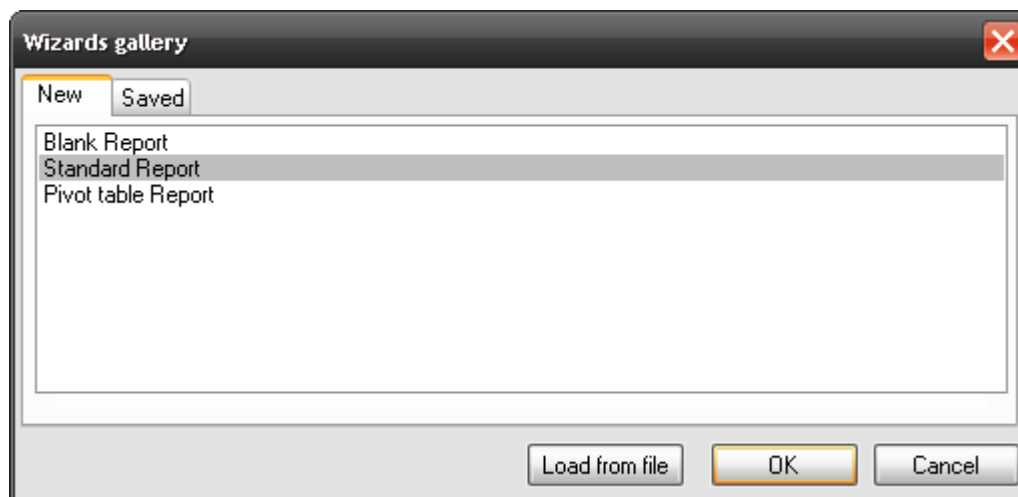 Wizards gallery
New Saved
Blank Report
Standard Report
Pivot table Report
Load from file OK Cancel